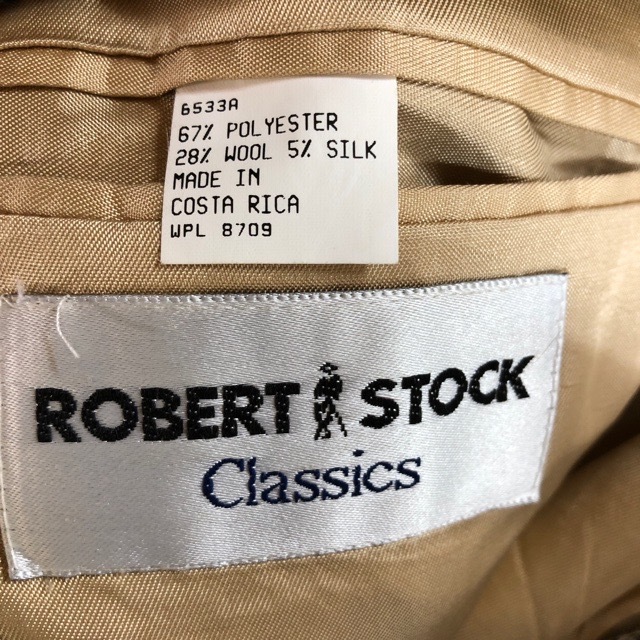 6533A
67% POLYESTER
28% WOOL 5% SILK
MADE IN
COSTA RICA
WPL 8709
ROBERT STOCK
Classics